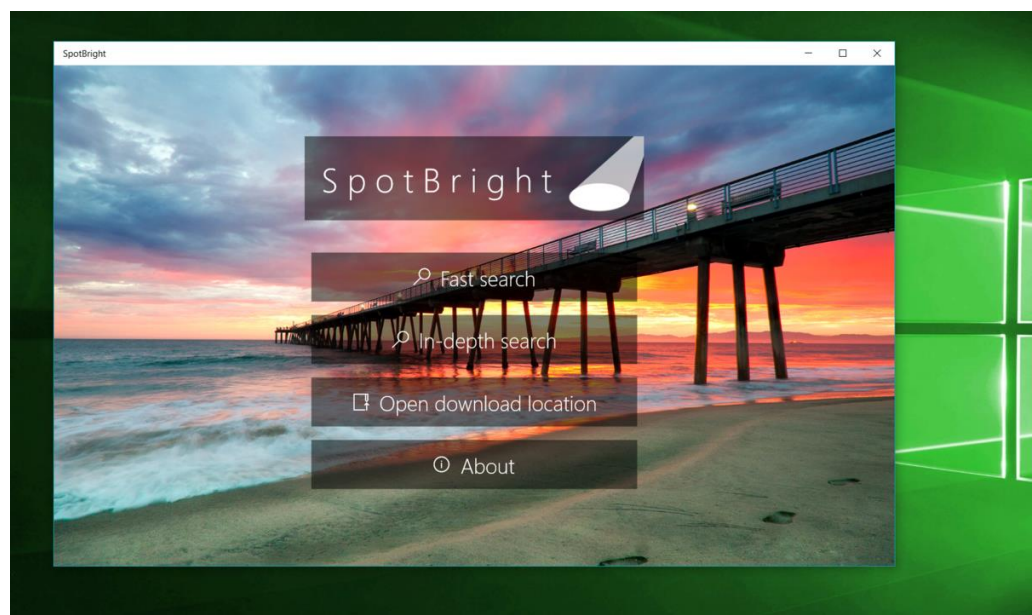 SpotBright
SpotBright
Fast search
In-depth search
Open download location
About